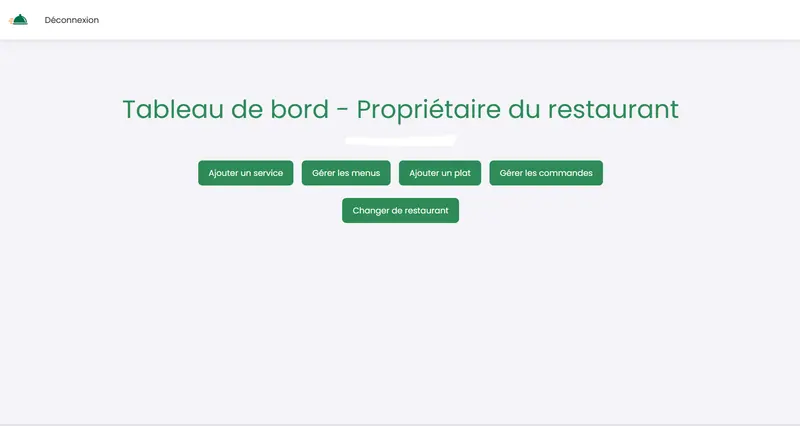 Déconnexion
Tableau de bord - Propriétaire du restaurant
Ajouter un service Gérer les menus Ajouter un plat Gérer les commandes
Changer de restaurant